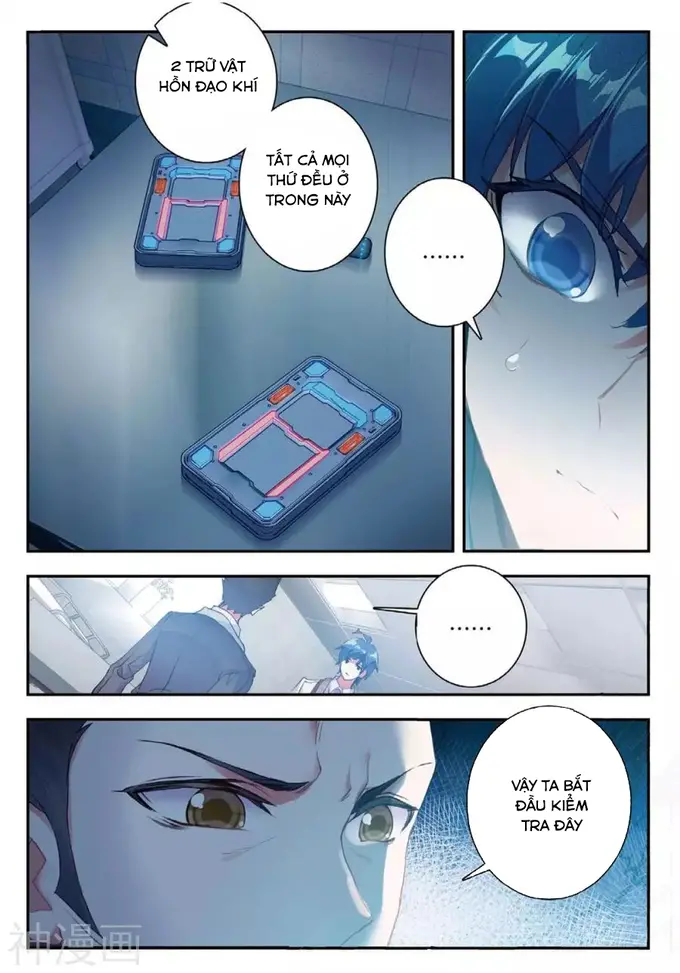 2 TRỮ VẬT
HỒN ĐẠO KHÍ
TẤT CẢ MỌI
THỨ ĐỀU Ở
TRONG NÀY
......
......
VẬY TA BẮT
ĐẦU KIỂM
TRA ĐÂY
神漫画